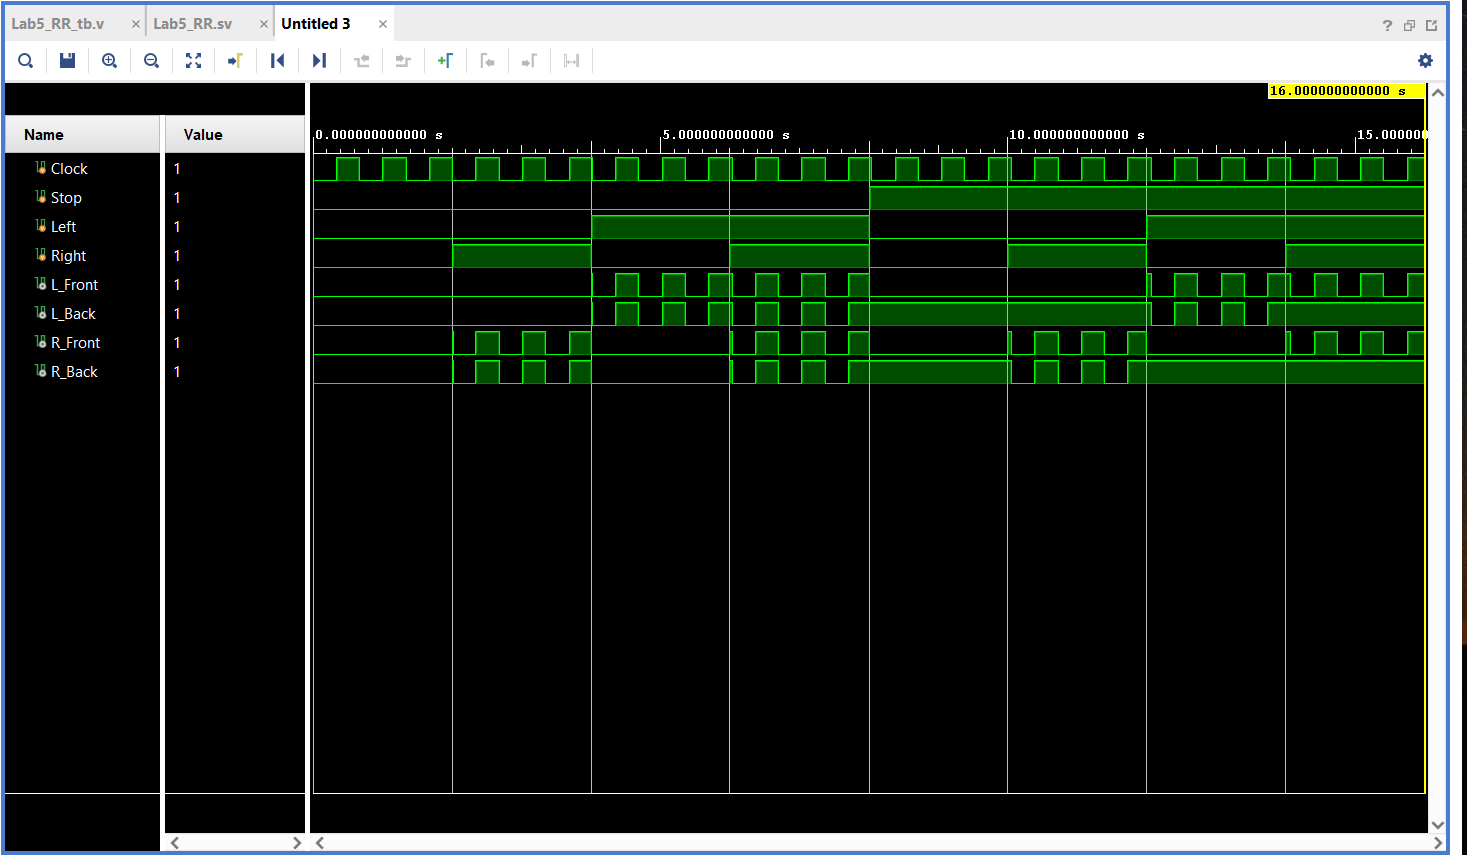 Lab5_RR_tb.v × Lab5_RR.sv × Untitled 3 ×
16.000000000000 s
Name Value
0.000000000000 s 5.000000000000 s 10.000000000000 s 15.000000
Clock 1
Stop 1
Left 1
Right 1
L_Front 1
L_Back 1
R_Front 1
R_Back 1